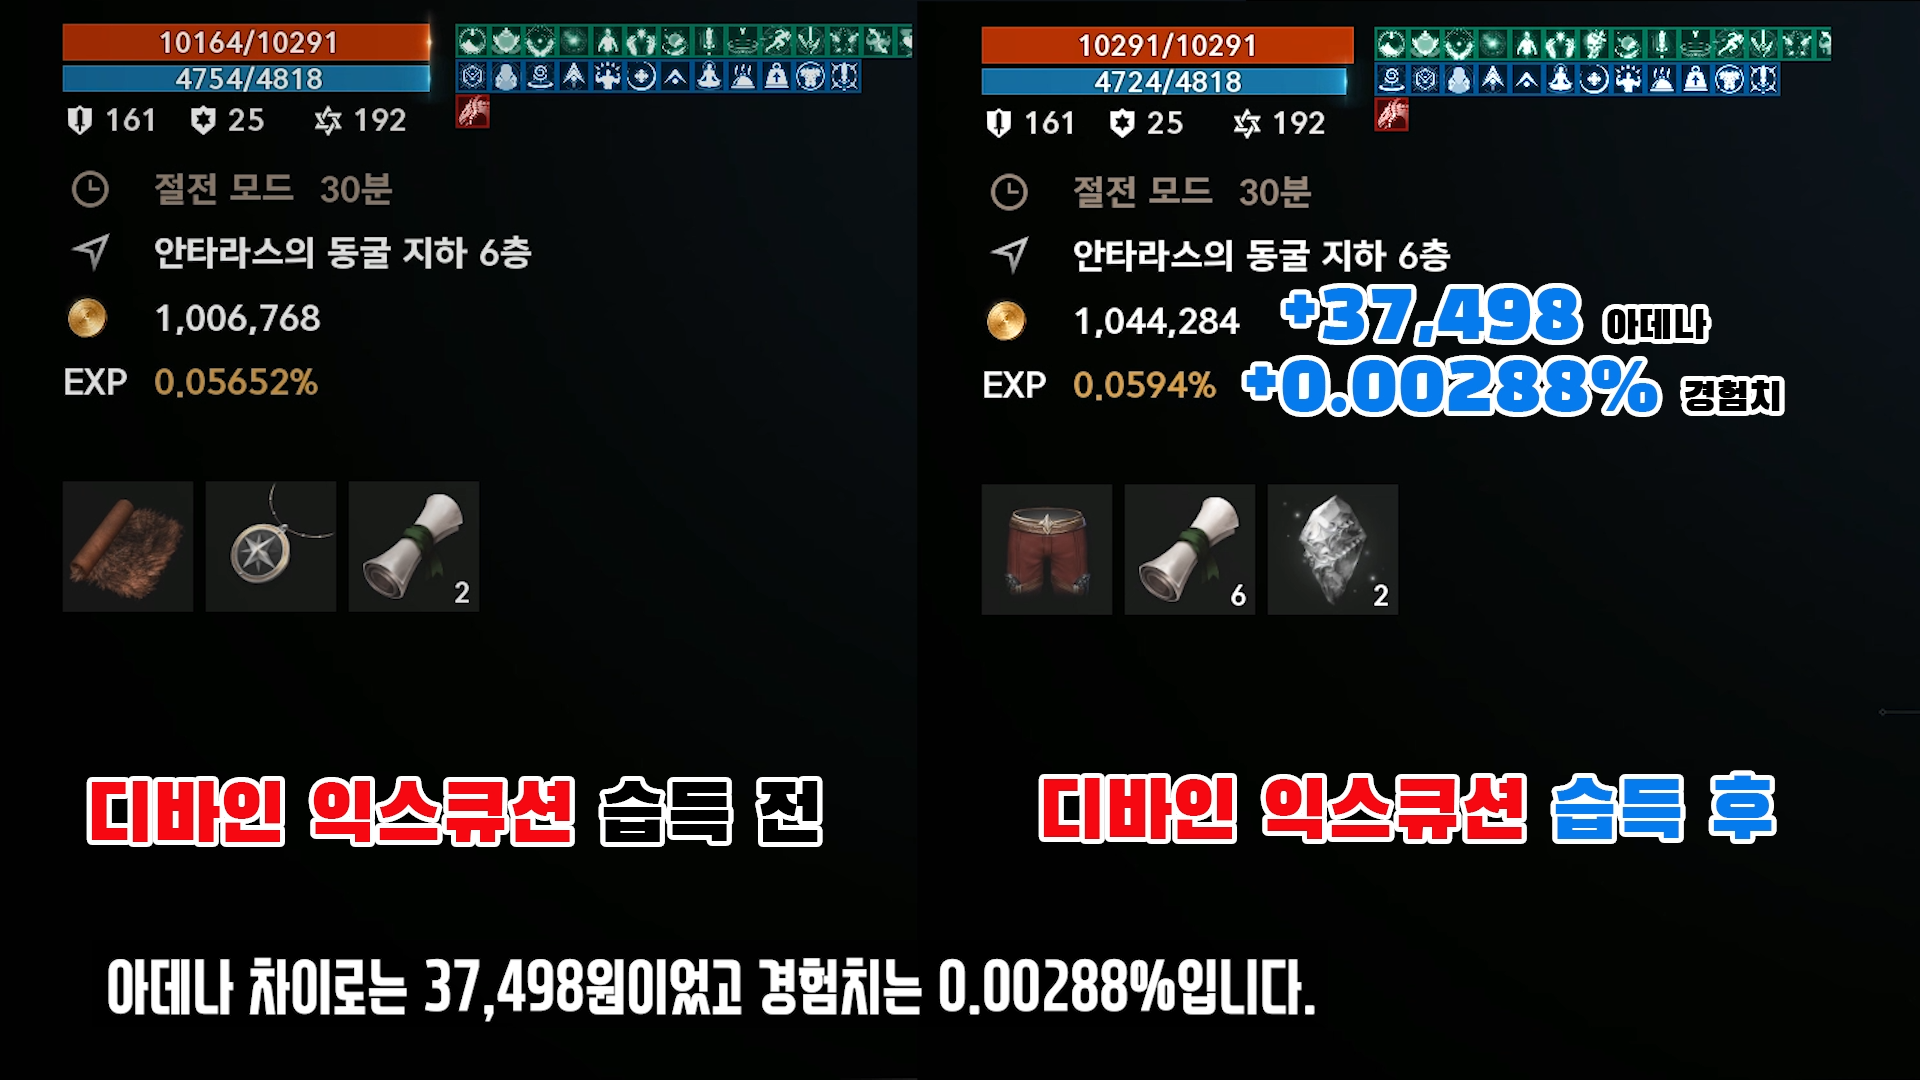 10164/10291
4754/4818
161 25 192
절전 모드 30분
안타라스의 동굴 지하 6층
1,006,768
EXP 0.05652%
2
디바인 익스큐션 습득 전
10291/10291
4724/4818
161 25 192
절전 모드 30분
안타라스의 동굴 지하 6층
1,044,284 +37,498 아데나
EXP 0.0594% +0.00288% 경험치
6 2
디바인 익스큐션 습득 후
아데나 차이로는 37,498원이었고 경험치는 0.00288%입니다.